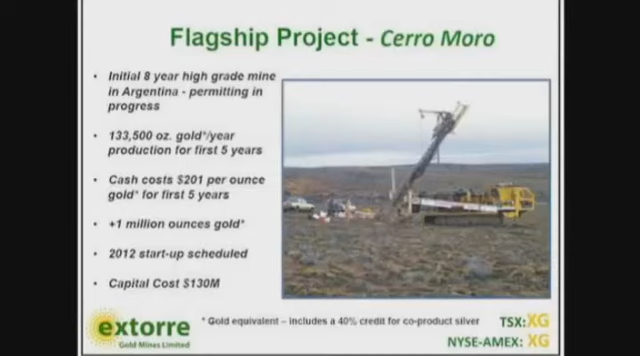 Flagship Project - Cerro Moro
• Initial 8 year high grade mine
in Argentina - permitting in
progress
• 133,500 oz. gold*/year
production for first 5 years
• Cash costs $201 per ounce
gold* for first 5 years
• +1 million ounces gold*
• 2012 start-up scheduled
• Capital Cost $130M
extorre
Gold Mines Limited
* Gold equivalent – includes a 40% credit for co-product silver
TSX:XG
NYSE-AMEX: XG